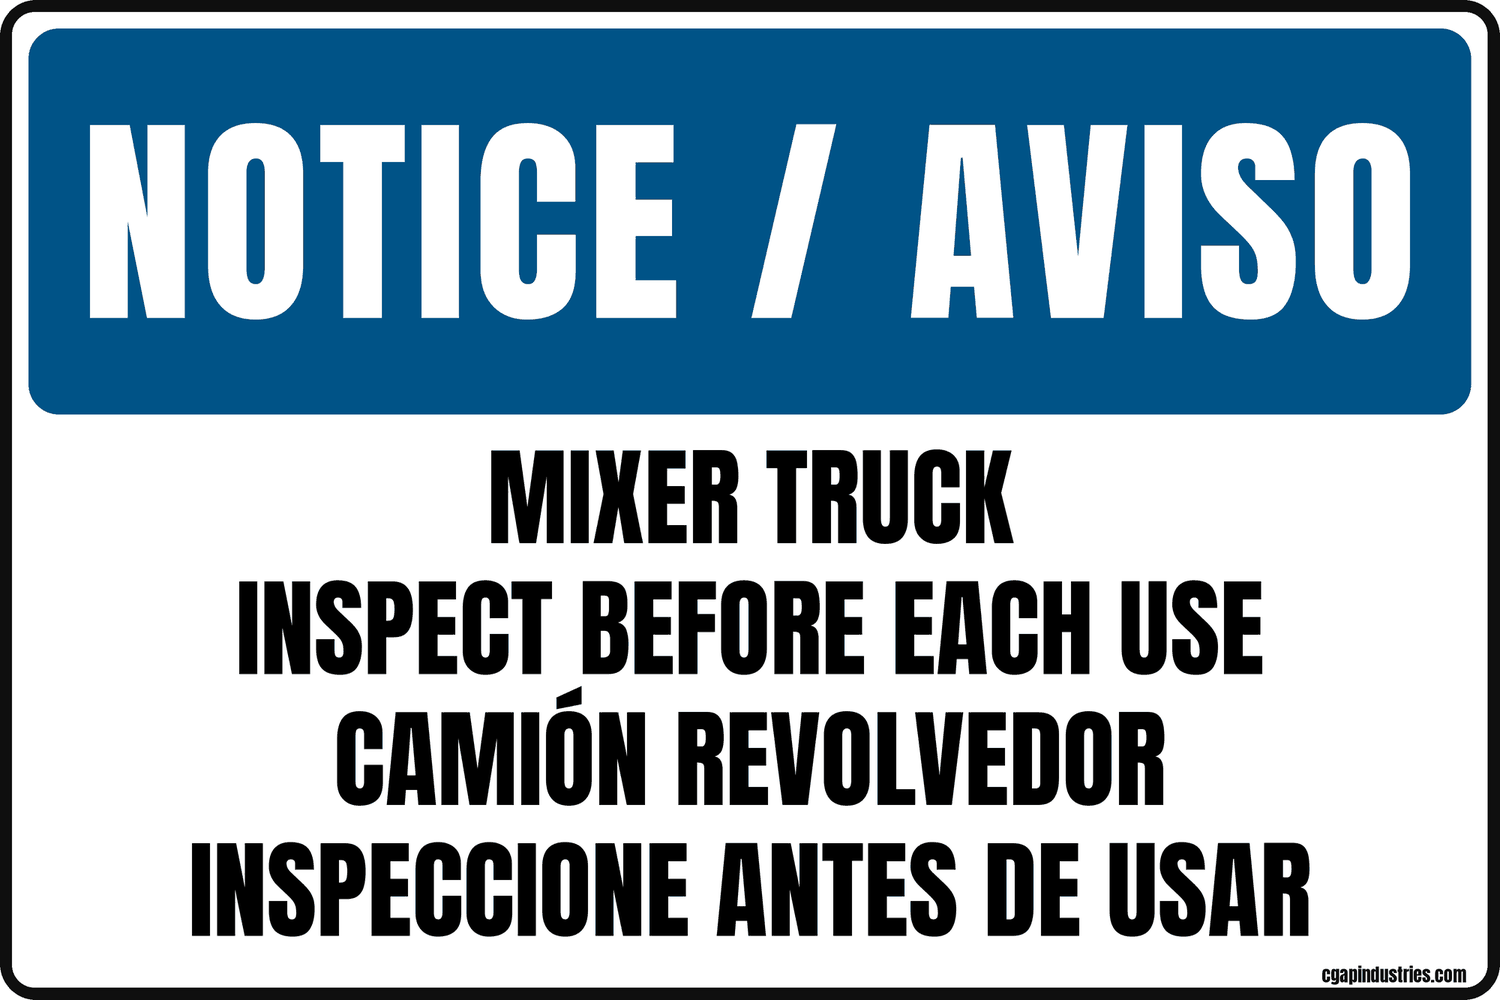 NOTICE / AVISO
MIXER TRUCK
INSPECT BEFORE EACH USE
CAMIÓN REVOLVEDOR
INSPECCIONE ANTES DE USAR
cgapindustries.com